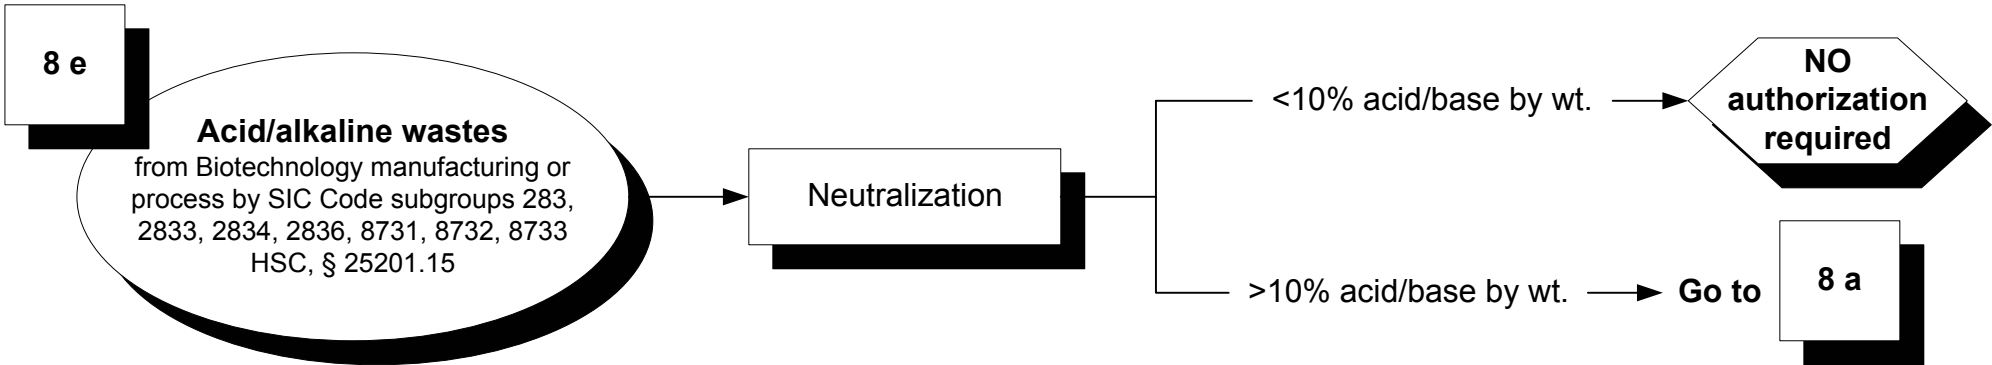 8 e
Acid/alkaline wastes
from Biotechnology manufacturing or
process by SIC Code subgroups 283,
2833, 2834, 2836, 8731, 8732, 8733
HSC, § 25201.15
Neutralization
<10% acid/base by wt.
NO
authorization
required
>10% acid/base by wt.
Go to
8 a